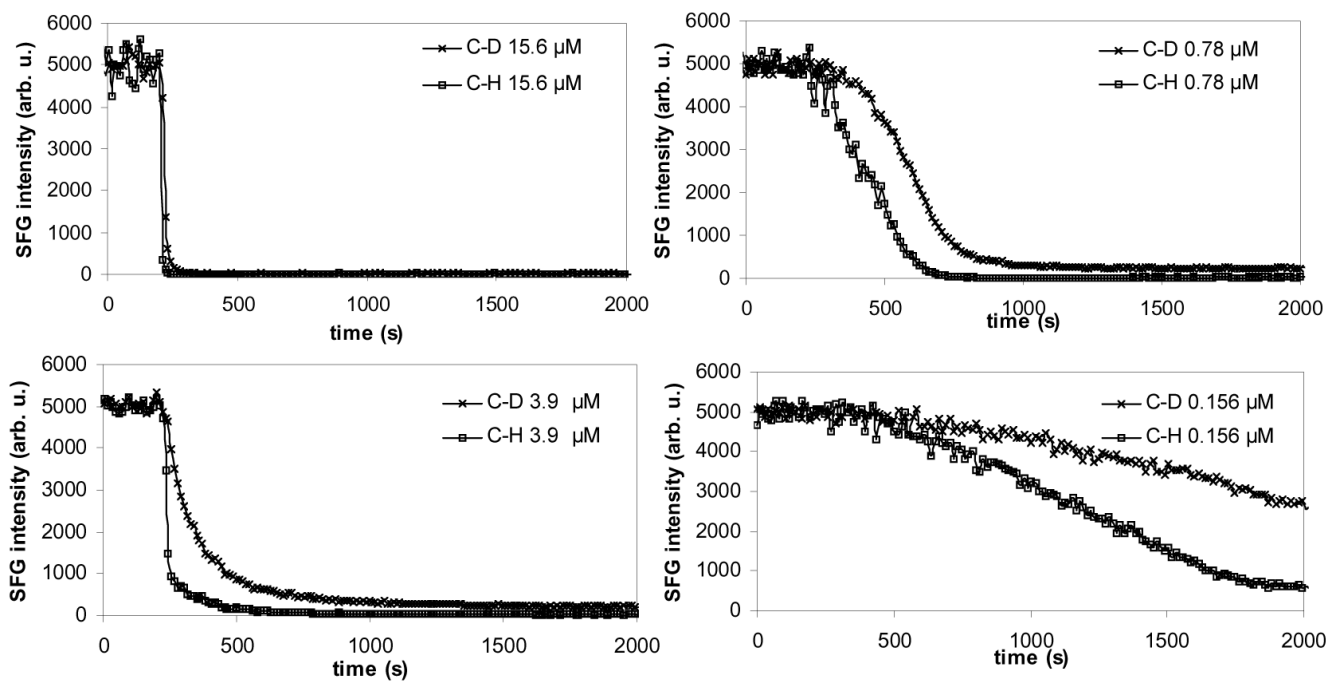 SFG intensity (arb. u.)
6000
5000
4000
3000
2000
1000
0
C-D 15.6 µM
C-H 15.6 µM
0 500 1000 1500 2000
time (s)
SFG intensity (arb. u.)
6000
5000
4000
3000
2000
1000
0
C-D 0.78 µM
C-H 0.78 µM
0 500 1000 1500 2000
time (s)
SFG intensity (arb. u.)
6000
5000
4000
3000
2000
1000
0
C-D 3.9 µM
C-H 3.9 µM
0 500 1000 1500 2000
time (s)
SFG intensity (arb. u.)
6000
5000
4000
3000
2000
1000
0
C-D 0.156 µM
C-H 0.156 µM
0 500 1000 1500 2000
time (s)